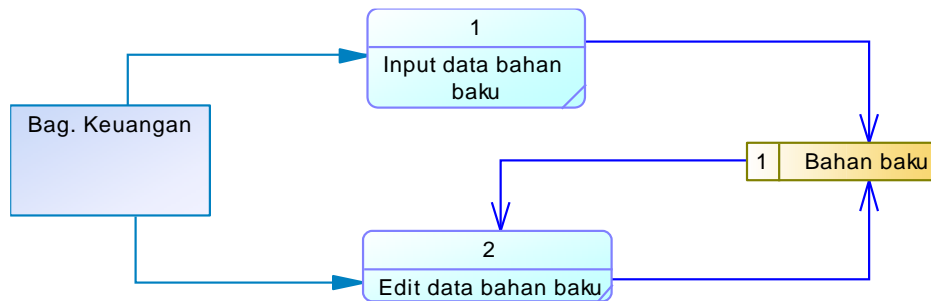 1
Input data bahan
baku
Bag. Keuangan
1 Bahan baku
2
Edit data bahan baku